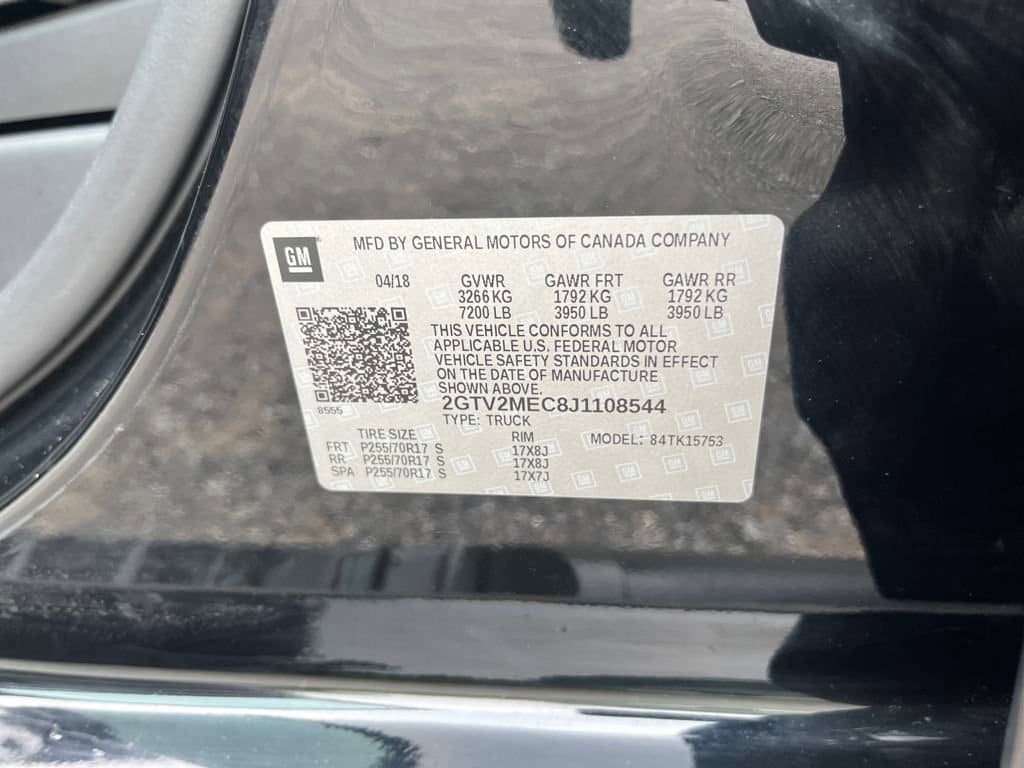 GM
MFD BY GENERAL MOTORS OF CANADA COMPANY
04/18 GVWR GAWR FRT GAWR RR
3266 KG 1792 KG 1792 KG
7200 LB 3950 LB 3950 LB
THIS VEHICLE CONFORMS TO ALL
APPLICABLE U.S. FEDERAL MOTOR
VEHICLE SAFETY STANDARDS IN EFFECT
ON THE DATE OF MANUFACTURE
SHOWN ABOVE.
8555
2GTV2MEC8J1108544
TYPE: TRUCK
TIRE SIZE RIM MODEL: 84TK15753
FRT P255/70R17 S 17X8J
RR P255/70R17 S 17X8J
SPA P255/70R17 S 17X7J